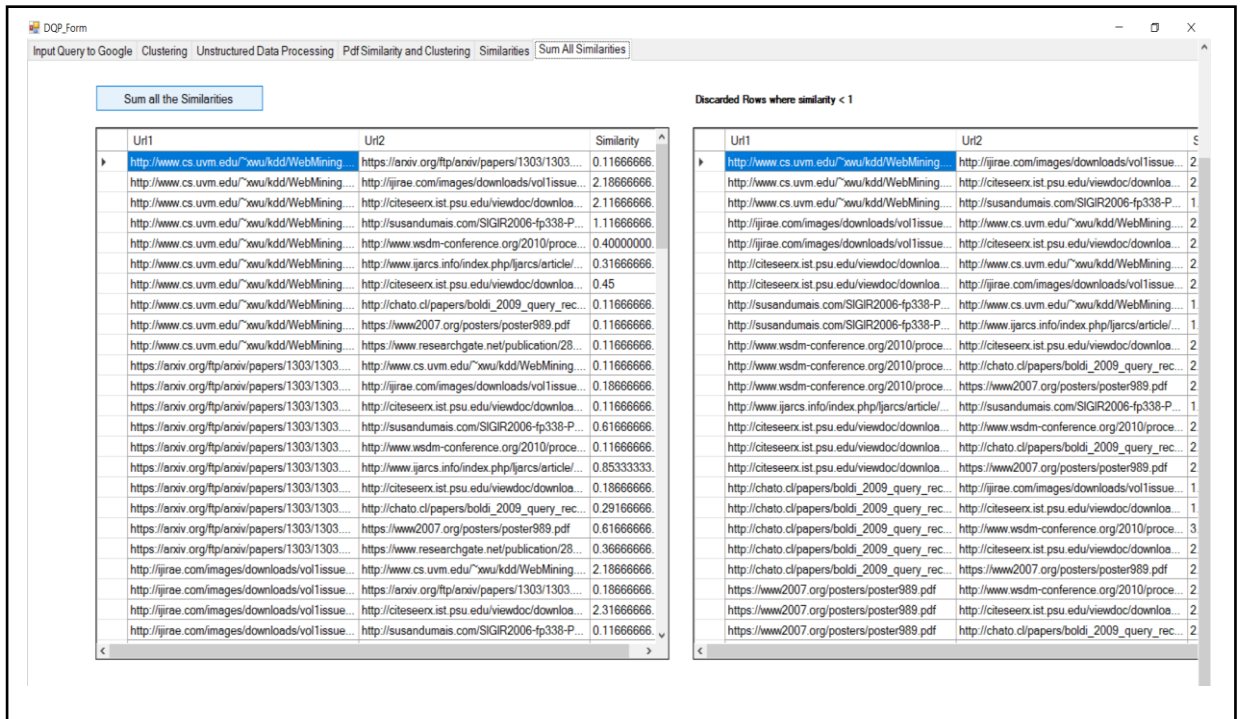 DQP_Form
Input Query to Google Clustering Unstructured Data Processing Pdf Similarity and Clustering Similarities Sum All Similarities
Sum all the Similarities
Discarded Rows where similarity < 1
Url1 Url2 Similarity
http://www.cs.uvm.edu/~xwu/kdd/WebMining.... https://arxiv.org/ftp/arxiv/papers/1303/1303.... 0.11666666.
http://www.cs.uvm.edu/~xwu/kdd/WebMining.... http://ijirae.com/images/downloads/vol1issue... 2.18666666.
http://www.cs.uvm.edu/~xwu/kdd/WebMining.... http://citeseerx.ist.psu.edu/viewdoc/downloa... 2.11666666.
http://www.cs.uvm.edu/~xwu/kdd/WebMining.... http://susandumais.com/SIGIR2006-fp338-P... 1.11666666.
http://www.cs.uvm.edu/~xwu/kdd/WebMining.... http://www.wsdm-conference.org/2010/proce... 0.40000000.
http://www.cs.uvm.edu/~xwu/kdd/WebMining.... http://www.ijarcs.info/index.php/Ijarcs/article/... 0.31666666.
http://www.cs.uvm.edu/~xwu/kdd/WebMining.... http://citeseerx.ist.psu.edu/viewdoc/downloa... 0.45
http://www.cs.uvm.edu/~xwu/kdd/WebMining.... http://chato.cl/papers/boldi_2009_query_rec... 0.11666666.
http://www.cs.uvm.edu/~xwu/kdd/WebMining.... https://www2007.org/posters/poster989.pdf 0.11666666.
http://www.cs.uvm.edu/~xwu/kdd/WebMining.... https://www.researchgate.net/publication/28... 0.11666666.
https://arxiv.org/ftp/arxiv/papers/1303/1303.... http://www.cs.uvm.edu/~xwu/kdd/WebMining.... 0.11666666.
https://arxiv.org/ftp/arxiv/papers/1303/1303.... http://ijirae.com/images/downloads/vol1issue... 0.18666666.
https://arxiv.org/ftp/arxiv/papers/1303/1303.... http://citeseerx.ist.psu.edu/viewdoc/downloa... 0.11666666.
https://arxiv.org/ftp/arxiv/papers/1303/1303.... http://susandumais.com/SIGIR2006-fp338-P... 0.61666666.
https://arxiv.org/ftp/arxiv/papers/1303/1303.... http://www.wsdm-conference.org/2010/proce... 0.11666666.
https://arxiv.org/ftp/arxiv/papers/1303/1303.... http://www.ijarcs.info/index.php/Ijarcs/article/... 0.85333333.
https://arxiv.org/ftp/arxiv/papers/1303/1303.... http://citeseerx.ist.psu.edu/viewdoc/downloa... 0.18666666.
https://arxiv.org/ftp/arxiv/papers/1303/1303.... http://chato.cl/papers/boldi_2009_query_rec... 0.29166666.
https://arxiv.org/ftp/arxiv/papers/1303/1303.... https://www2007.org/posters/poster989.pdf 0.61666666.
https://arxiv.org/ftp/arxiv/papers/1303/1303.... https://www.researchgate.net/publication/28... 0.36666666.
http://ijirae.com/images/downloads/vol1issue... http://www.cs.uvm.edu/~xwu/kdd/WebMining.... 2.18666666.
http://ijirae.com/images/downloads/vol1issue... https://arxiv.org/ftp/arxiv/papers/1303/1303.... 0.18666666.
http://ijirae.com/images/downloads/vol1issue... http://citeseerx.ist.psu.edu/viewdoc/downloa... 2.31666666.
http://ijirae.com/images/downloads/vol1issue... http://susandumais.com/SIGIR2006-fp338-P... 0.11666666.
Url1 Url2 S
http://www.cs.uvm.edu/~xwu/kdd/WebMining.... http://ijirae.com/images/downloads/vol1issue... 2
http://www.cs.uvm.edu/~xwu/kdd/WebMining.... http://citeseerx.ist.psu.edu/viewdoc/downloa... 2.
http://www.cs.uvm.edu/~xwu/kdd/WebMining.... http://susandumais.com/SIGIR2006-fp338-P... 1.
http://ijirae.com/images/downloads/vol1issue... http://www.cs.uvm.edu/~xwu/kdd/WebMining.... 2.
http://ijirae.com/images/downloads/vol1issue... http://citeseerx.ist.psu.edu/viewdoc/downloa... 2.
http://citeseerx.ist.psu.edu/viewdoc/downloa... http://www.cs.uvm.edu/~xwu/kdd/WebMining.... 2.
http://citeseerx.ist.psu.edu/viewdoc/downloa... http://ijirae.com/images/downloads/vol1issue... 2.
http://susandumais.com/SIGIR2006-fp338-P... http://www.cs.uvm.edu/~xwu/kdd/WebMining.... 1.
http://susandumais.com/SIGIR2006-fp338-P... http://www.ijarcs.info/index.php/Ijarcs/article/... 1.
http://www.wsdm-conference.org/2010/proce... http://citeseerx.ist.psu.edu/viewdoc/downloa... 2.
http://www.wsdm-conference.org/2010/proce... http://chato.cl/papers/boldi_2009_query_rec... 2.
http://www.wsdm-conference.org/2010/proce... https://www2007.org/posters/poster989.pdf 2.
http://www.ijarcs.info/index.php/Ijarcs/article/... http://susandumais.com/SIGIR2006-fp338-P... 1.
http://citeseerx.ist.psu.edu/viewdoc/downloa... http://www.wsdm-conference.org/2010/proce... 2.
http://citeseerx.ist.psu.edu/viewdoc/downloa... http://chato.cl/papers/boldi_2009_query_rec... 2.
http://citeseerx.ist.psu.edu/viewdoc/downloa... https://www2007.org/posters/poster989.pdf 2.
http://chato.cl/papers/boldi_2009_query_rec... http://ijirae.com/images/downloads/vol1issue... 1.
http://chato.cl/papers/boldi_2009_query_rec... http://citeseerx.ist.psu.edu/viewdoc/downloa... 1.
http://chato.cl/papers/boldi_2009_query_rec... http://www.wsdm-conference.org/2010/proce... 3.
http://chato.cl/papers/boldi_2009_query_rec... http://citeseerx.ist.psu.edu/viewdoc/downloa... 2.
http://chato.cl/papers/boldi_2009_query_rec... https://www2007.org/posters/poster989.pdf 2.
https://www2007.org/posters/poster989.pdf http://www.wsdm-conference.org/2010/proce... 2.
https://www2007.org/posters/poster989.pdf http://citeseerx.ist.psu.edu/viewdoc/downloa... 2.
https://www2007.org/posters/poster989.pdf http://chato.cl/papers/boldi_2009_query_rec... 2